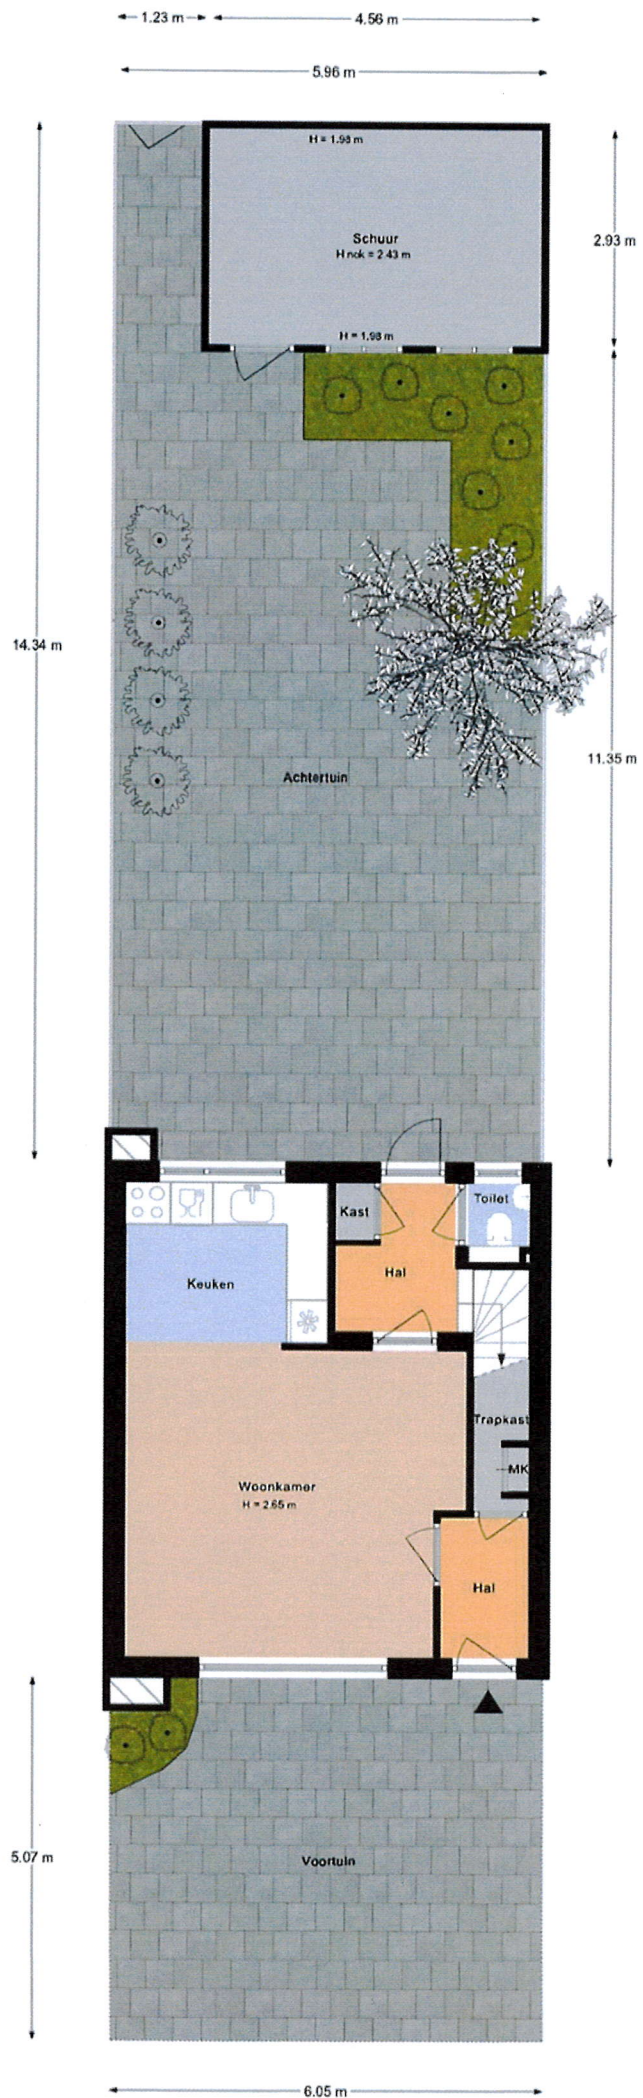 1.23 m
4.56 m
5.96 m
H = 1.98 m
Schuur
H nok = 2.43 m
2.93 m
H = 1.98 m
14.34 m
11.35 m
Achtertuin
Kast
Toilet
Hal
Keuken
Trapkast
MK
Woonkamer
H = 2.65 m
Hal
5.07 m
Voortuin
6.05 m